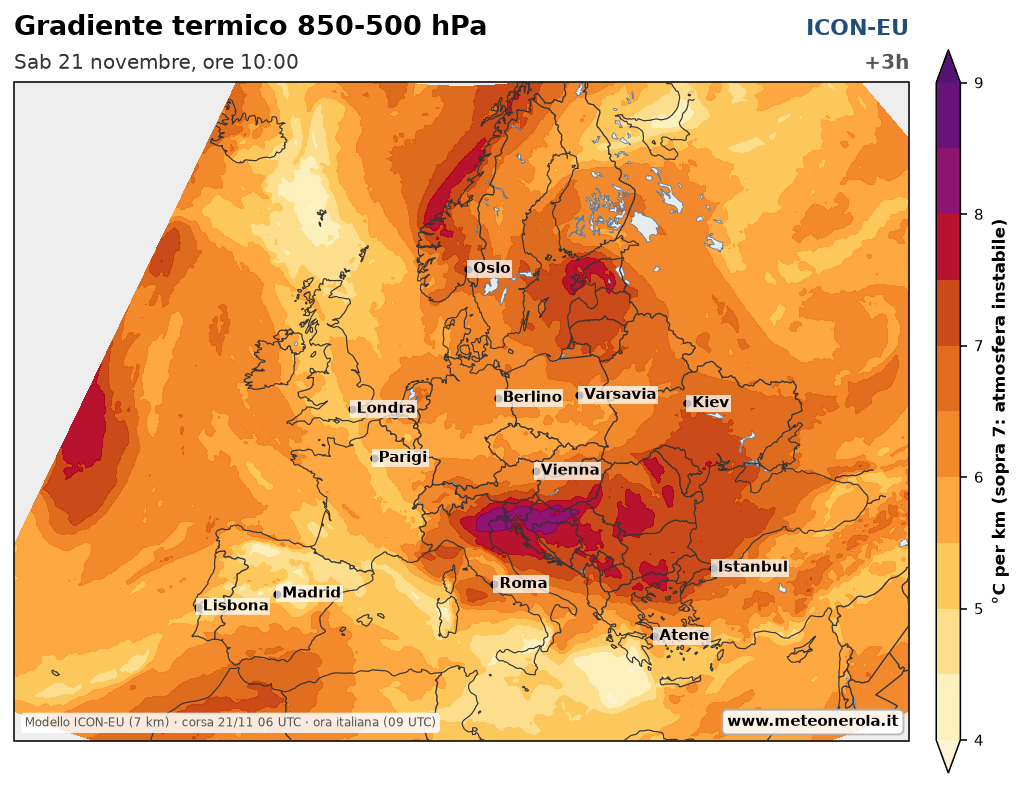 Gradiente termico 850-500 hPa
ICON-EU
Sab 21 novembre, ore 10:00
+3h
9
8
7
6
5
4
°C per km (sopra 7: atmosfera instabile)
Oslo
Berlino
Varsavia
Kiev
Londra
Parigi
Vienna
Istanbul
Roma
Madrid
Lisbona
Atene
Modello ICON-EU (7 km) · corsa 21/11 06 UTC · ora italiana (09 UTC)
www.meteonerola.it